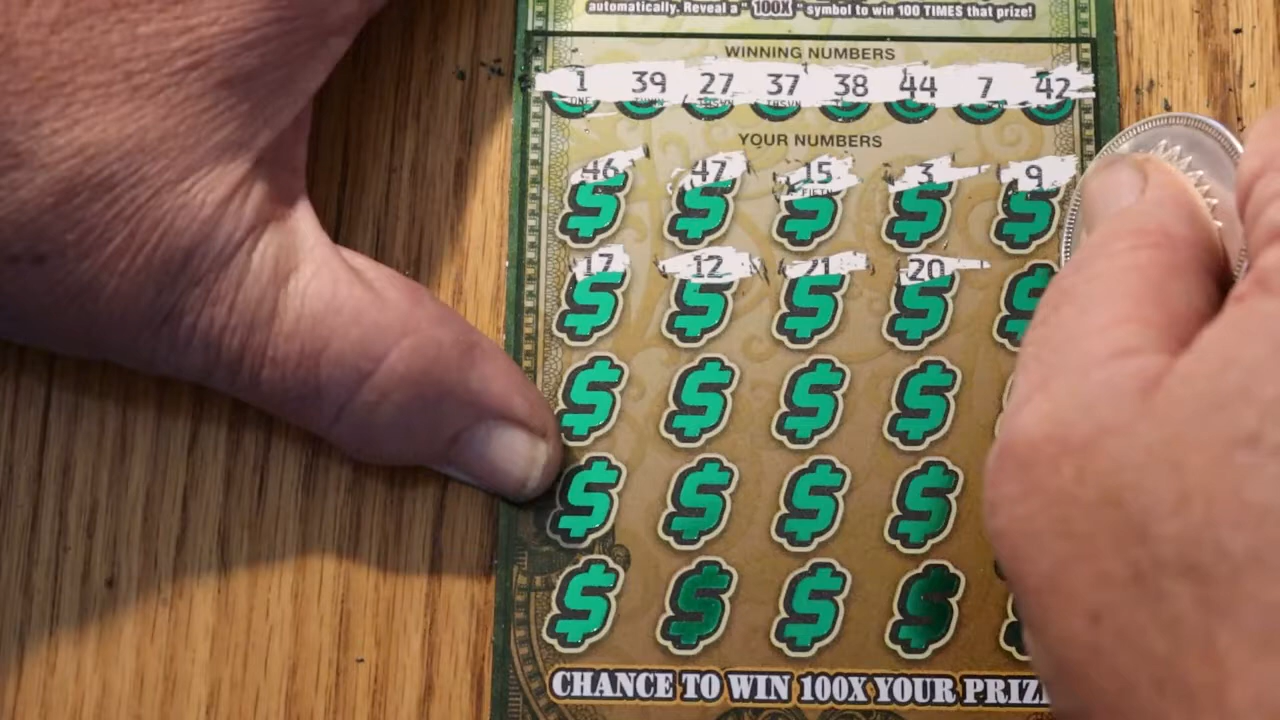 automatically. Reveal a "100X" symbol to win 100 TIMES that prize!
WINNING NUMBERS
1 39 27 37 38 44 7 42
YOUR NUMBERS
46 47 15 3 9
17 12 21 20
$ $ $ $ $
$ $ $ $ $
$ $ $ $
$ $ $ $
$ $ $ $
CHANCE TO WIN 100X YOUR